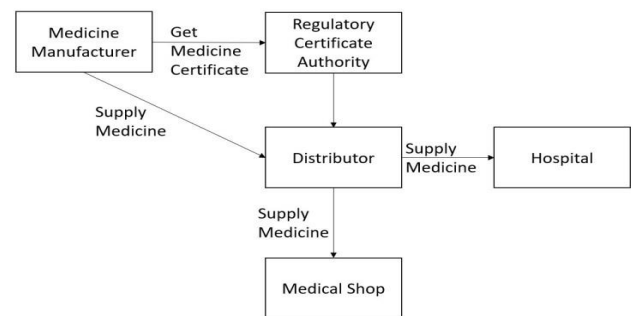 Medicine
Manufacturer
Get
Medicine
Certificate
Regulatory
Certificate
Authority
Supply
Medicine
Distributor
Supply
Medicine
Hospital
Supply
Medicine
Medical Shop